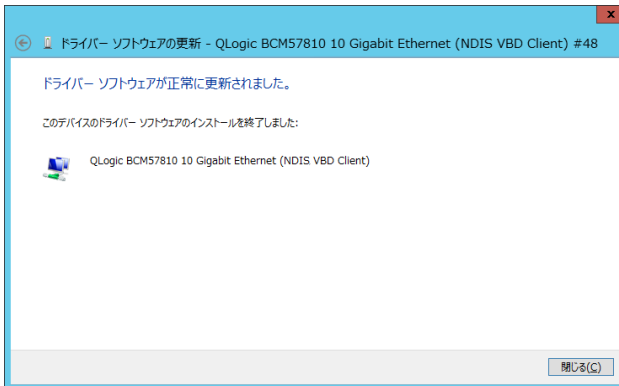 x
ドライバー ソフトウェアの更新 - QLogic BCM57810 10 Gigabit Ethernet (NDIS VBD Client) #48
ドライバー ソフトウェアが正常に更新されました。
このデバイスのドライバー ソフトウェアのインストールを終了しました:
QLogic BCM57810 10 Gigabit Ethernet (NDIS VBD Client)
閉じる(C)